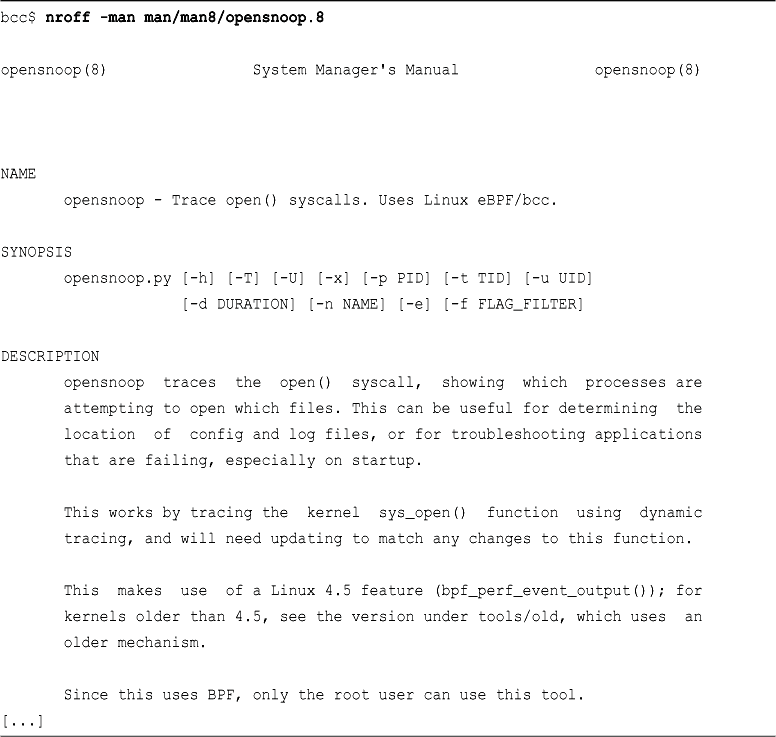 bcc$ nroff -man man/man8/opensnoop.8
opensnoop(8) System Manager's Manual opensnoop(8)
NAME
opensnoop - Trace open() syscalls. Uses Linux eBPF/bcc.
SYNOPSIS
opensnoop.py [-h] [-T] [-U] [-x] [-p PID] [-t TID] [-u UID]
[-d DURATION] [-n NAME] [-e] [-f FLAG_FILTER]
DESCRIPTION
opensnoop traces the open() syscall, showing which processes are
attempting to open which files. This can be useful for determining the
location of config and log files, or for troubleshooting applications
that are failing, especially on startup.
This works by tracing the kernel sys_open() function using dynamic
tracing, and will need updating to match any changes to this function.
This makes use of a Linux 4.5 feature (bpf_perf_event_output()); for
kernels older than 4.5, see the version under tools/old, which uses an
older mechanism.
Since this uses BPF, only the root user can use this tool.
[...]